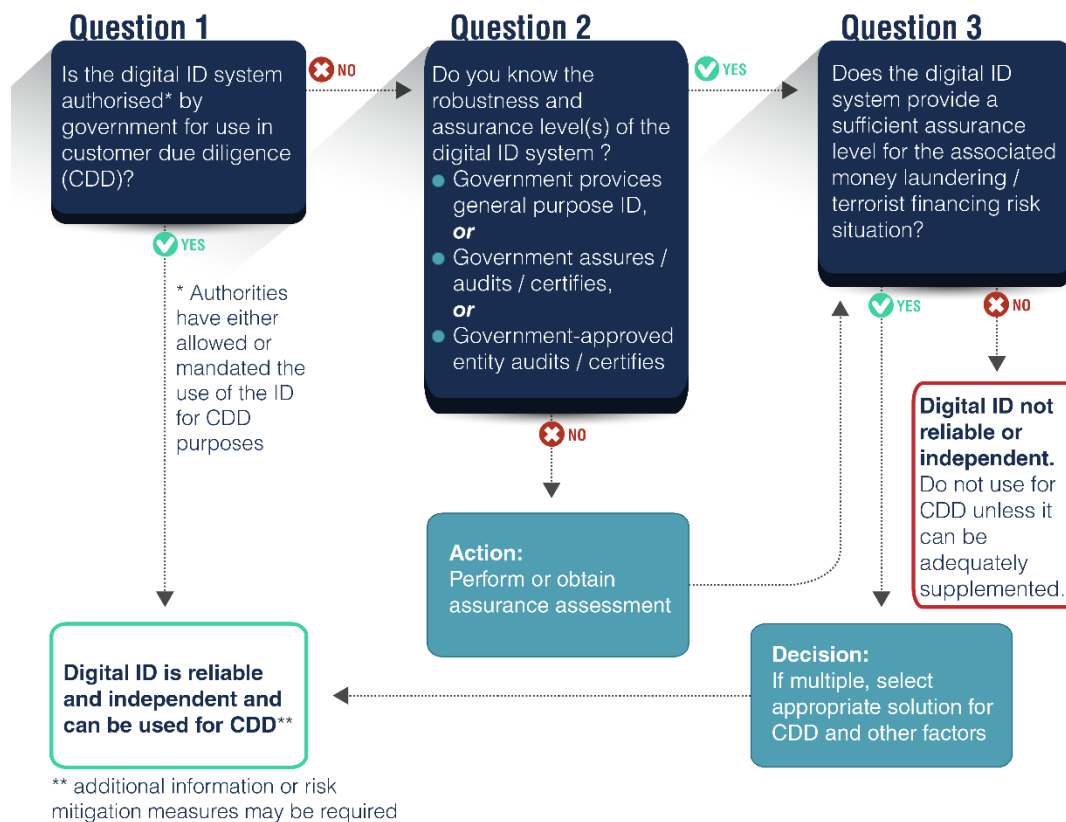 Question 1
Is the digital ID system
authorised* by
government for use in
customer due diligence
(CDD)?
NO
YES
* Authorities
have either
allowed or
mandated the
use of the ID
for CDD
purposes
Question 2
Do you know the
robustness and
assurance level(s) of the
digital ID system ?
Government provices
general purpose ID,
or
Government assures /
audits / certifies,
or
Government-approved
entity audits / certifies
YES
NO
Action:
Perform or obtain
assurance assessment
Question 3
Does the digital ID
system provide a
sufficient assurance
level for the associated
money laundering /
terrorist financing risk
situation?
YES
NO
Digital ID not
reliable or
independent.
Do not use for
CDD unless it
can be
adequately
supplemented.
Decision:
If multiple, select
appropriate solution for
CDD and other factors
Digital ID is reliable
and independent and
can be used for CDD**
** additional information or risk
mitigation measures may be required